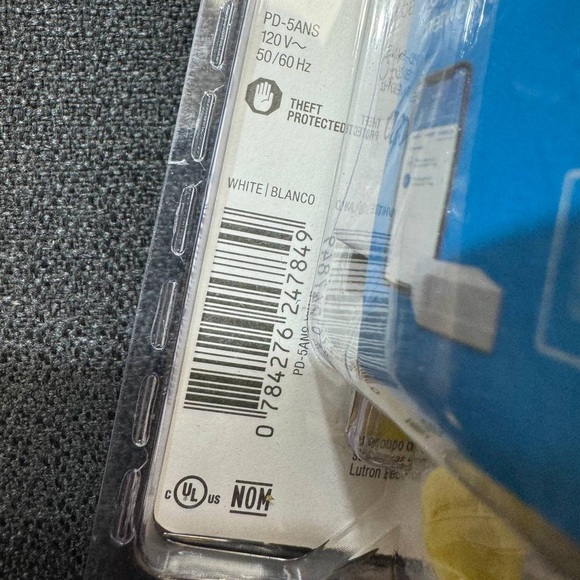 PD-5ANS
120 V~
50/60 Hz
THEFT
PROTECTED
WHITE | BLANCO
0 784276 247849
PD-5ANS
c UL us
NOM
Lutron